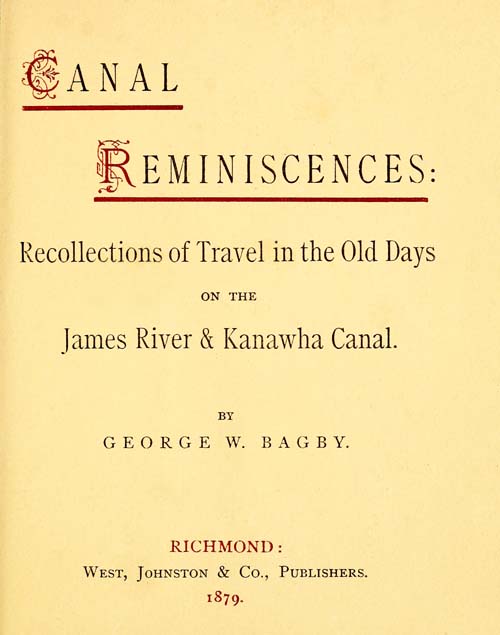 CANAL
REMINISCENCES:
Recollections of Travel in the Old Days
ON THE
James River & Kanawha Canal.
BY
GEORGE W. BAGBY.
RICHMOND:
WEST, JOHNSTON & CO., PUBLISHERS.
1879.